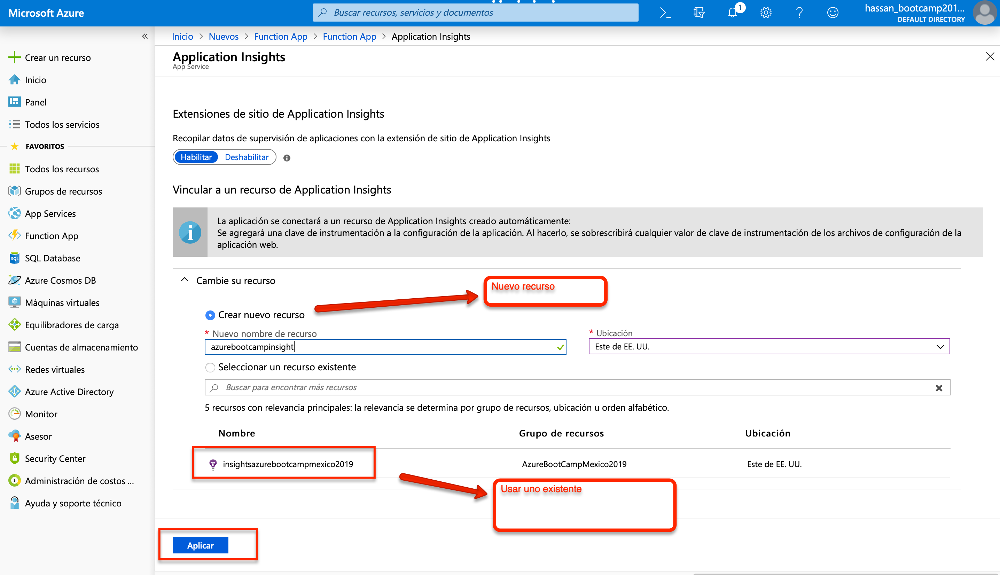 Microsoft Azure
Buscar recursos, servicios y documentos
1
hassan_bootcamp201...
DEFAULT DIRECTORY
Inicio > Nuevos > Function App > Function App > Application Insights
Crear un recurso
Inicio
Panel
Todos los servicios
FAVORITOS
Todos los recursos
Grupos de recursos
App Services
Function App
SQL
SQL Database
Azure Cosmos DB
Máquinas virtuales
Equilibradores de carga
Cuentas de almacenamiento
Redes virtuales
Azure Active Directory
Monitor
Asesor
Security Center
Administración de costos ...
Ayuda y soporte técnico
Application Insights
App Service
Extensiones de sitio de Application Insights
Recopilar datos de supervisión de aplicaciones con la extensión de sitio de Application Insights
Habilitar Deshabilitar
Vincular a un recurso de Application Insights
La aplicación se conectará a un recurso de Application Insights creado automáticamente:
Se agregará una clave de instrumentación a la configuración de la aplicación. Al hacerlo, se sobrescribirá cualquier valor de clave de instrumentación de los archivos de configuración de la
aplicación web.
Cambie su recurso
Nuevo recurso
Crear nuevo recurso
* Nuevo nombre de recurso
* Ubicación
azurebootcampinsight
Este de EE. UU.
Seleccionar un recurso existente
Buscar para encontrar más recursos
5 recursos con relevancia principales: la relevancia se determina por grupo de recursos, ubicación u orden alfabético.
Nombre Grupo de recursos Ubicación
insightsazurebootcampmexico2019 AzureBootCampMexico2019 Este de EE. UU.
Usar uno existente
Aplicar